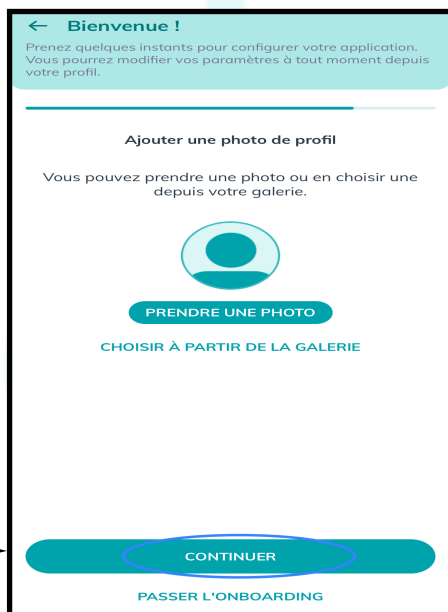 Bienvenue !
Prenez quelques instants pour configurer votre application.
Vous pourrez modifier vos paramètres à tout moment depuis
votre profil.
Ajouter une photo de profil
Vous pouvez prendre une photo ou en choisir une
depuis votre galerie.
PRENDRE UNE PHOTO
CHOISIR À PARTIR DE LA GALERIE
CONTINUER
PASSER L'ONBOARDING